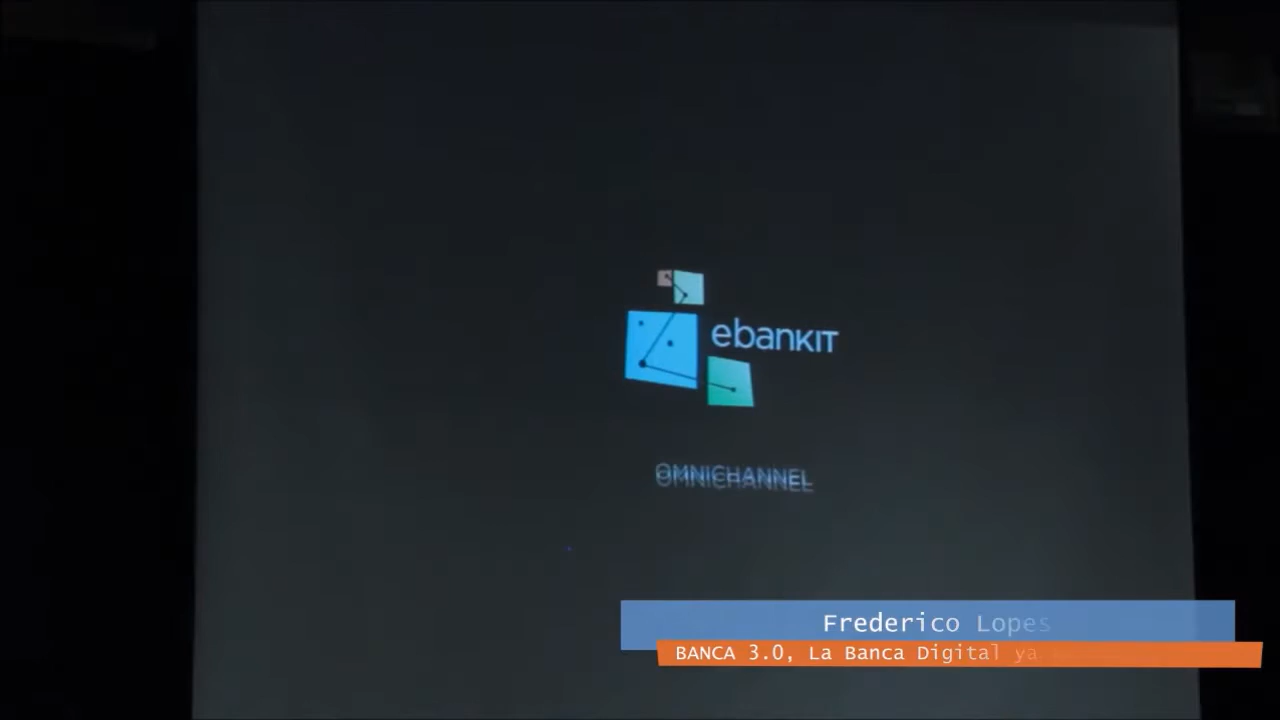 ebankIT
OMNICHANNEL
Frederico Lopes
BANCA 3.0, La Banca Digital ya